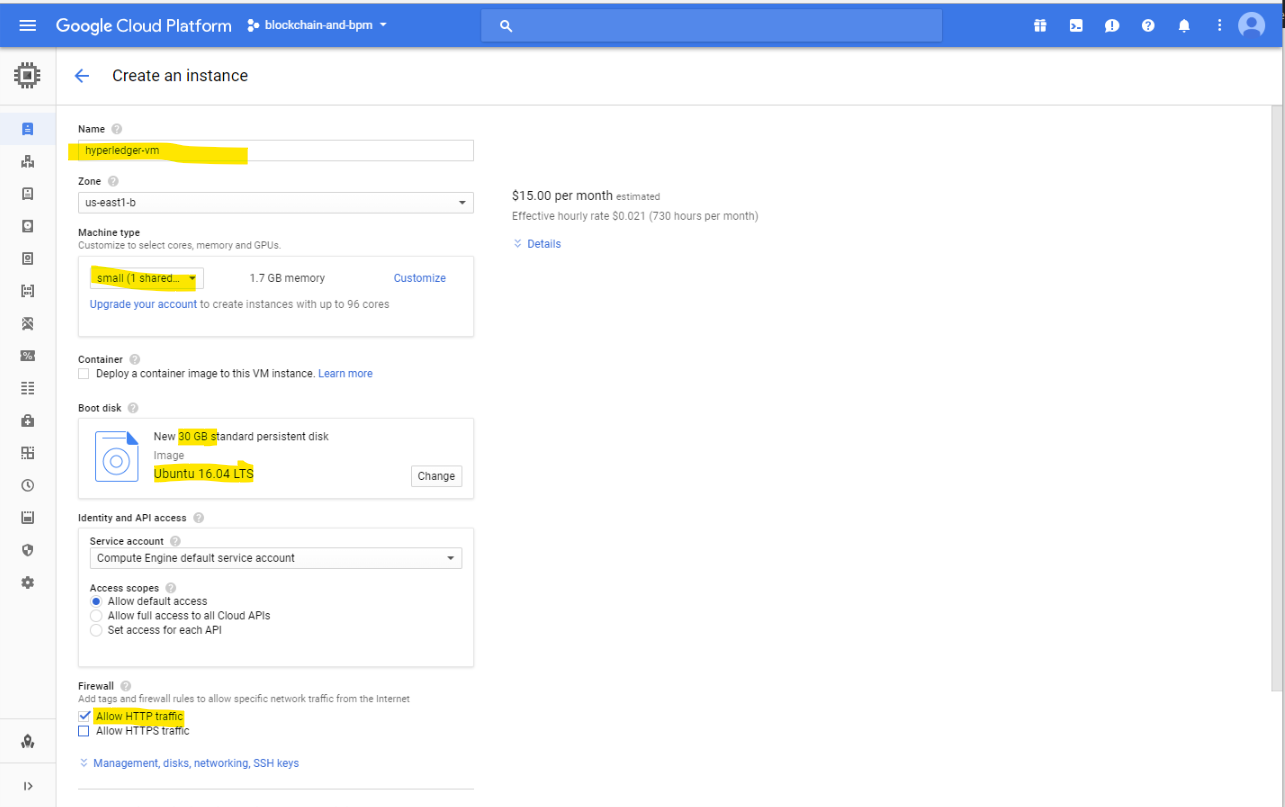 Google Cloud Platform blockchain-and-bpm
Create an instance
Name
hyperledger-vm
Zone
us-east1-b
$15.00 per month estimated
Effective hourly rate $0.021 (730 hours per month)
Details
Machine type
Customize to select cores, memory and GPUs.
small (1 shared... 1.7 GB memory Customize
Upgrade your account to create instances with up to 96 cores
Container
Deploy a container image to this VM instance. Learn more
Boot disk
New 30 GB standard persistent disk
Image
Ubuntu 16.04 LTS
Change
Identity and API access
Service account
Compute Engine default service account
Access scopes
Allow default access
Allow full access to all Cloud APIs
Set access for each API
Firewall
Add tags and firewall rules to allow specific network traffic from the Internet
Allow HTTP traffic
Allow HTTPS traffic
Management, disks, networking, SSH keys